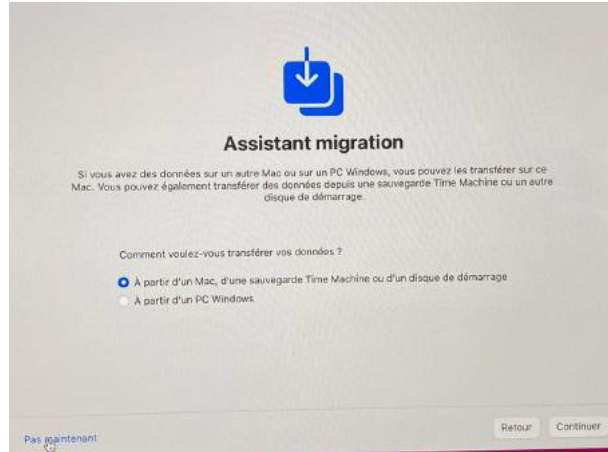 Assistant migration
Si vous avez des données sur un autre Mac ou sur un PC Windows, vous pouvez les transférer sur ce
Mac. Vous pouvez également transférer des données depuis une sauvegarde Time Machine ou un autre
disque de démarrage.
Comment voulez-vous transférer vos données ?
À partir d'un Mac, d'une sauvegarde Time Machine ou d'un disque de démarrage
À partir d'un PC Windows
Pas maintenant
Retour
Continuer